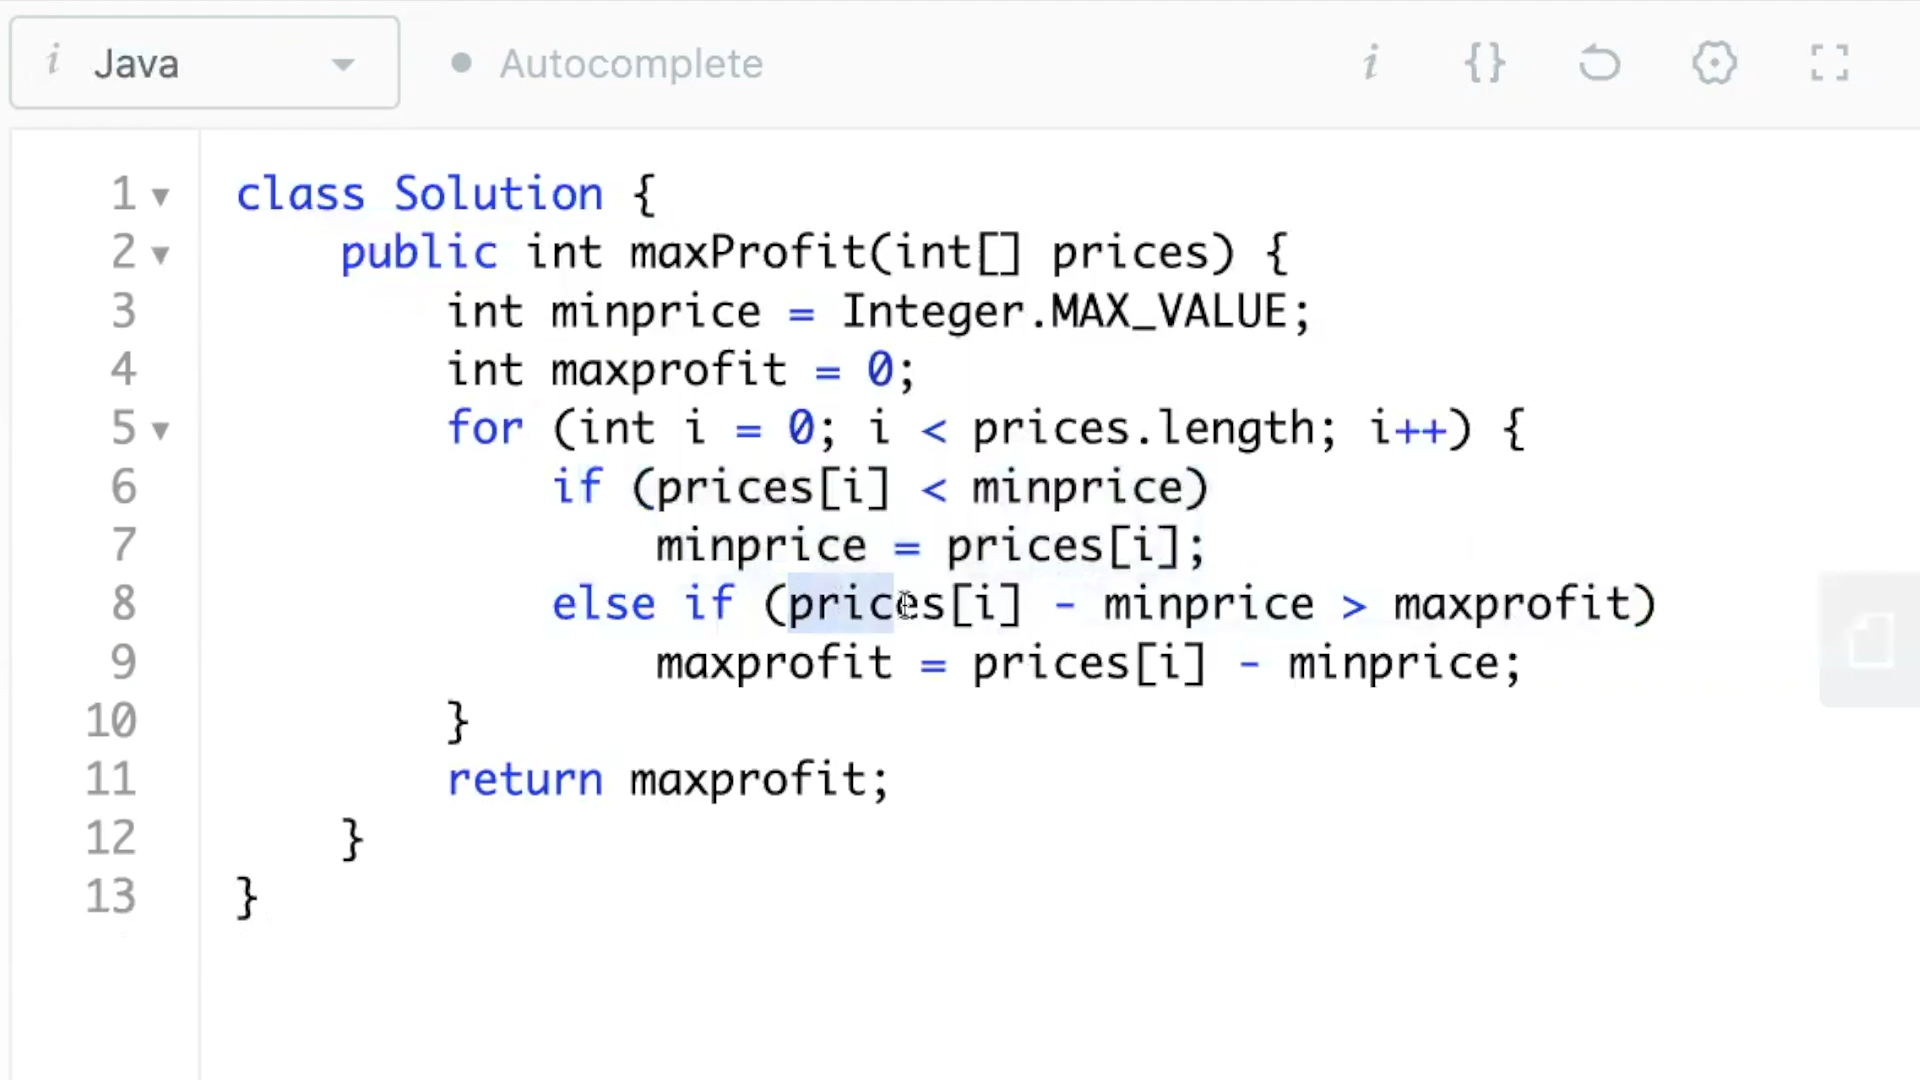 i Java Autocomplete i {}
1 class Solution {
2 public int maxProfit(int[] prices) {
3 int minprice = Integer.MAX_VALUE;
4 int maxprofit = 0;
5 for (int i = 0; i < prices.length; i++) {
6 if (prices[i] < minprice)
7 minprice = prices[i];
8 else if (prices[i] - minprice > maxprofit)
9 maxprofit = prices[i] - minprice;
10 }
11 return maxprofit;
12 }
13 }